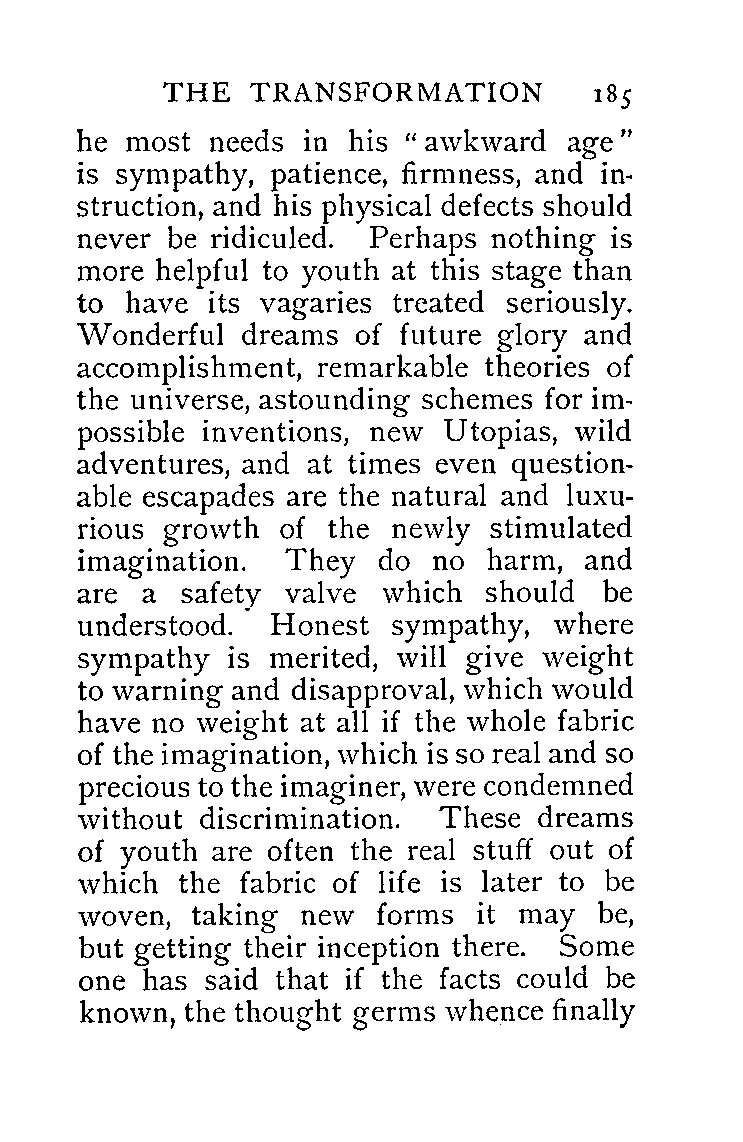 THE TRANSFORMATION 185
he most needs in his “ awkward age ”
is sympathy, patience, firmness, and in-
struction, and his physical defects should
never be ridiculed. Perhaps nothing is
more helpful to youth at this stage than
to have its vagaries treated seriously.
Wonderful dreams of future glory and
accomplishment, remarkable theories of
the universe, astounding schemes for im-
possible inventions, new Utopias, wild
adventures, and at times even question-
able escapades are the natural and luxu-
rious growth of the newly stimulated
imagination. They do no harm, and
are a safety valve which should be
understood. Honest sympathy, where
sympathy is merited, will give weight
to warning and disapproval, which would
have no weight at all if the whole fabric
of the imagination, which is so real and so
precious to the imaginer, were condemned
without discrimination. These dreams
of youth are often the real stuff out of
which the fabric of life is later to be
woven, taking new forms it may be,
but getting their inception there. Some
one has said that if the facts could be
known, the thought germs whence finally